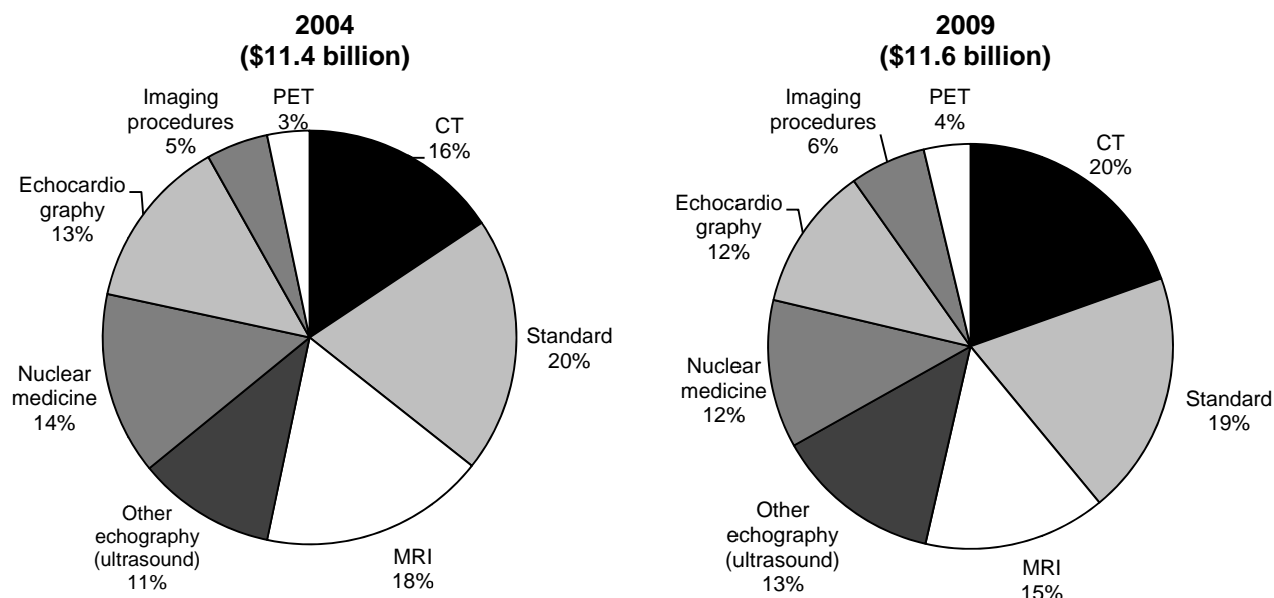 2004
($11.4 billion)
PET
3%
Imaging
procedures
5%
CT
16%
Echocardio
graphy
13%
Standard
20%
Nuclear
medicine
14%
Other
echography
(ultrasound)
11%
MRI
18%
2009
($11.6 billion)
PET
4%
Imaging
procedures
6%
CT
20%
Echocardio
graphy
12%
Standard
19%
Nuclear
medicine
12%
Other
echography
(ultrasound)
13%
MRI
15%